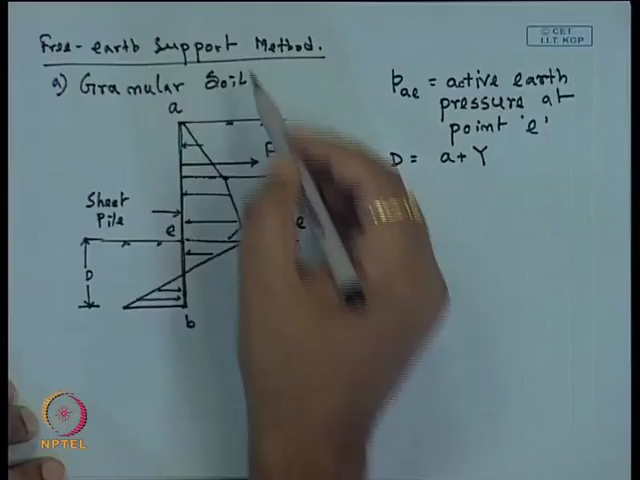 Free-earth Support Method.
© CET
I.I.T. KGP
a) Granular Soil
a
F
e
e
Sheet
Pile
D
b
Pae = active earth
pressure at
point 'e'
D = a + Y
NPTEL